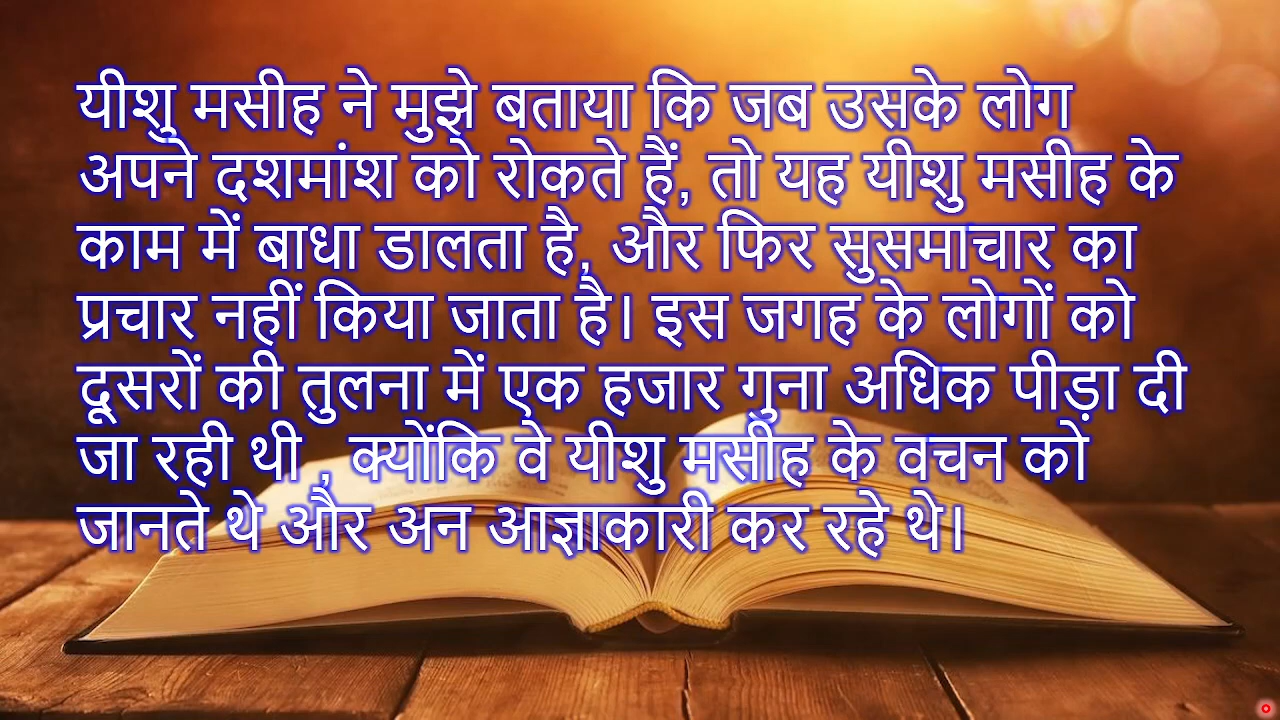 यीशु मसीह ने मुझे बताया कि जब उसके लोग
अपने दशमांश को रोकते हैं, तो यह यीशु मसीह के
काम में बाधा डालता है, और फिर सुसमाचार का
प्रचार नहीं किया जाता है। इस जगह के लोगों को
दूसरों की तुलना में एक हजार गुना अधिक पीड़ा दी
जा रही थी , क्योंकि वे यीशु मसीह के वचन को
जानते थे और अन आज्ञाकारी कर रहे थे।